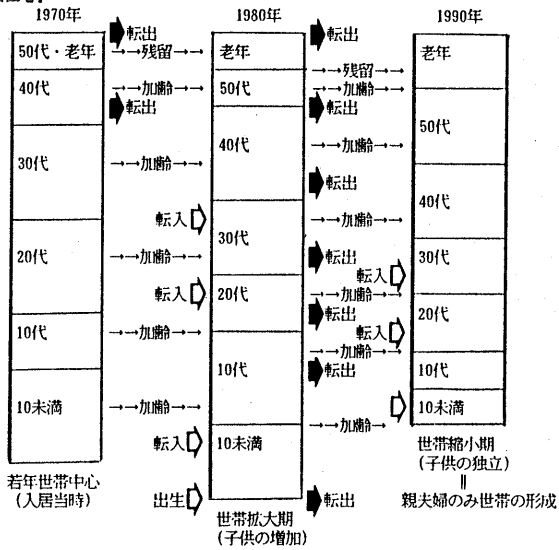 1970年 1980年 1990年
転出 転出
50代・老年 →→残留→→ 老年 老年
→→残留→→
40代 →→加齢→→ 50代 →→加齢→→
転出 転出
40代 →→加齢→→ 50代
30代 →→加齢→→
転出
40代
転入 →→加齢→→
30代
20代 →→加齢→→ 転出 30代
転入
転入 20代 →→加齢→→
転出 20代
10代 →→加齢→→ 転入
→→加齢→→
10代 転出 10代
10未満 →→加齢→→ 10未満
→→加齢→→
転入 10未満 世帯縮小期
(子供の独立)
若年世帯中心 ‖
(入居当時) 出生 転出 親夫婦のみ世帯の形成
世帯拡大期
(子供の増加)